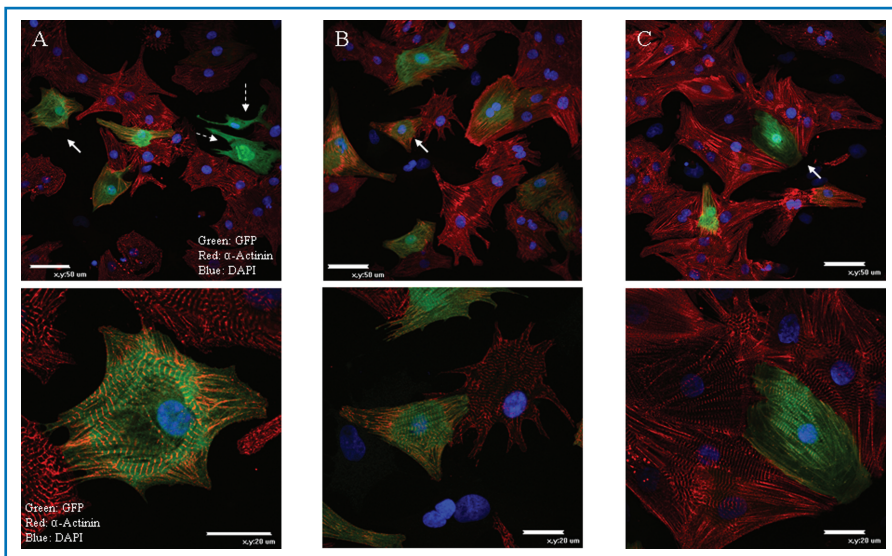 A
B
C
Green: GFP
Red: α-Actinin
Blue: DAPI
x,y:50 um
x,y:50 um
x,y:50 um
Green: GFP
Red: α-Actinin
Blue: DAPI
x,y:20 um
x,y:20 um
x,y:20 um